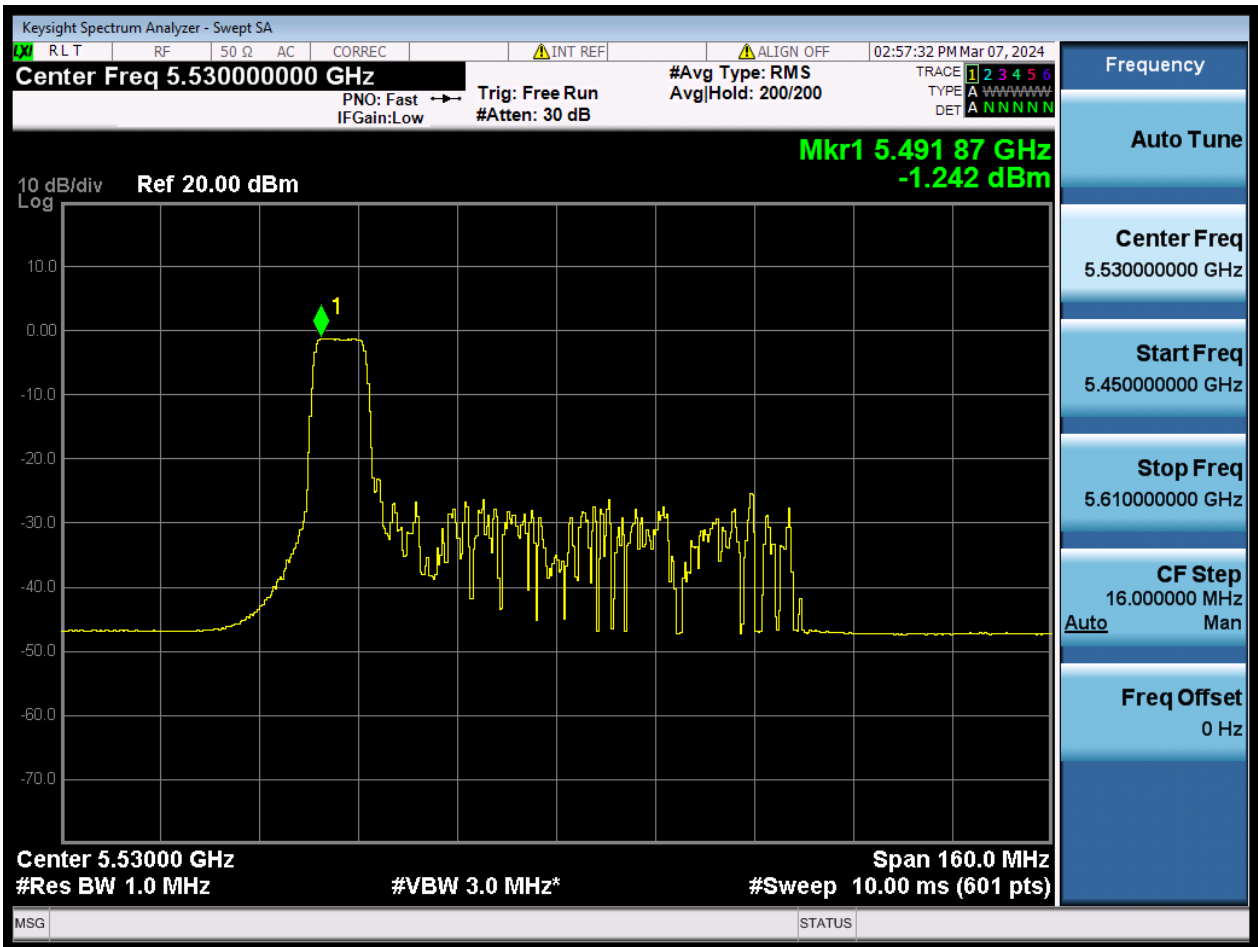 Keysight Spectrum Analyzer - Swept SA
LXI RLT RF 50 Ω AC CORREC INT REF ALIGN OFF 02:57:32 PM Mar 07, 2024
Center Freq 5.530000000 GHz
PNO: Fast
IFGain:Low
Trig: Free Run
#Atten: 30 dB
#Avg Type: RMS
Avg|Hold: 200/200
TRACE 1 2 3 4 5 6
TYPE A WWWWW
DET A N N N N N
Mkr1 5.491 87 GHz
-1.242 dBm
10 dB/div Ref 20.00 dBm
Log
1
10.0
0.00
-10.0
-20.0
-30.0
-40.0
-50.0
-60.0
-70.0
Center 5.53000 GHz Span 160.0 MHz
#Res BW 1.0 MHz #VBW 3.0 MHz* #Sweep 10.00 ms (601 pts)
MSG STATUS
Frequency
Auto Tune
Center Freq
5.530000000 GHz
Start Freq
5.450000000 GHz
Stop Freq
5.610000000 GHz
CF Step
16.000000 MHz
Auto Man
Freq Offset
0 Hz